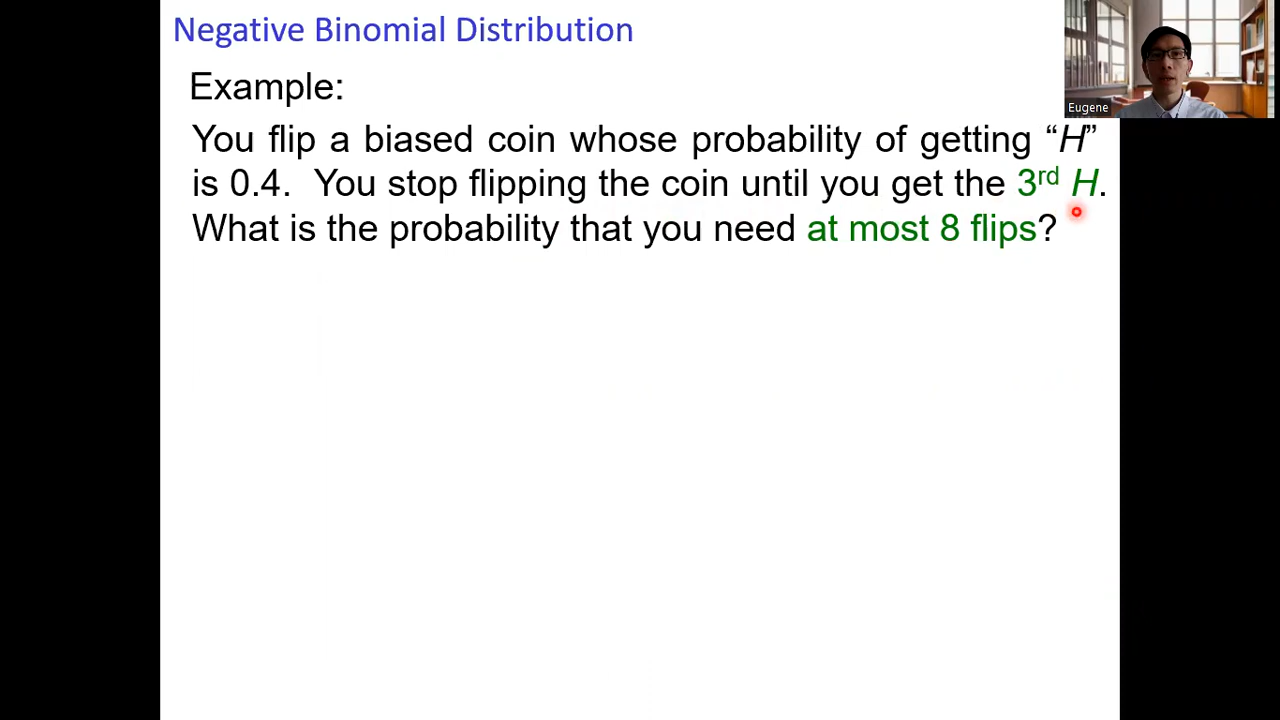 Negative Binomial Distribution
Example:
Eugene
You flip a biased coin whose probability of getting “H”
is 0.4. You stop flipping the coin until you get the 3rd H.
What is the probability that you need at most 8 flips?